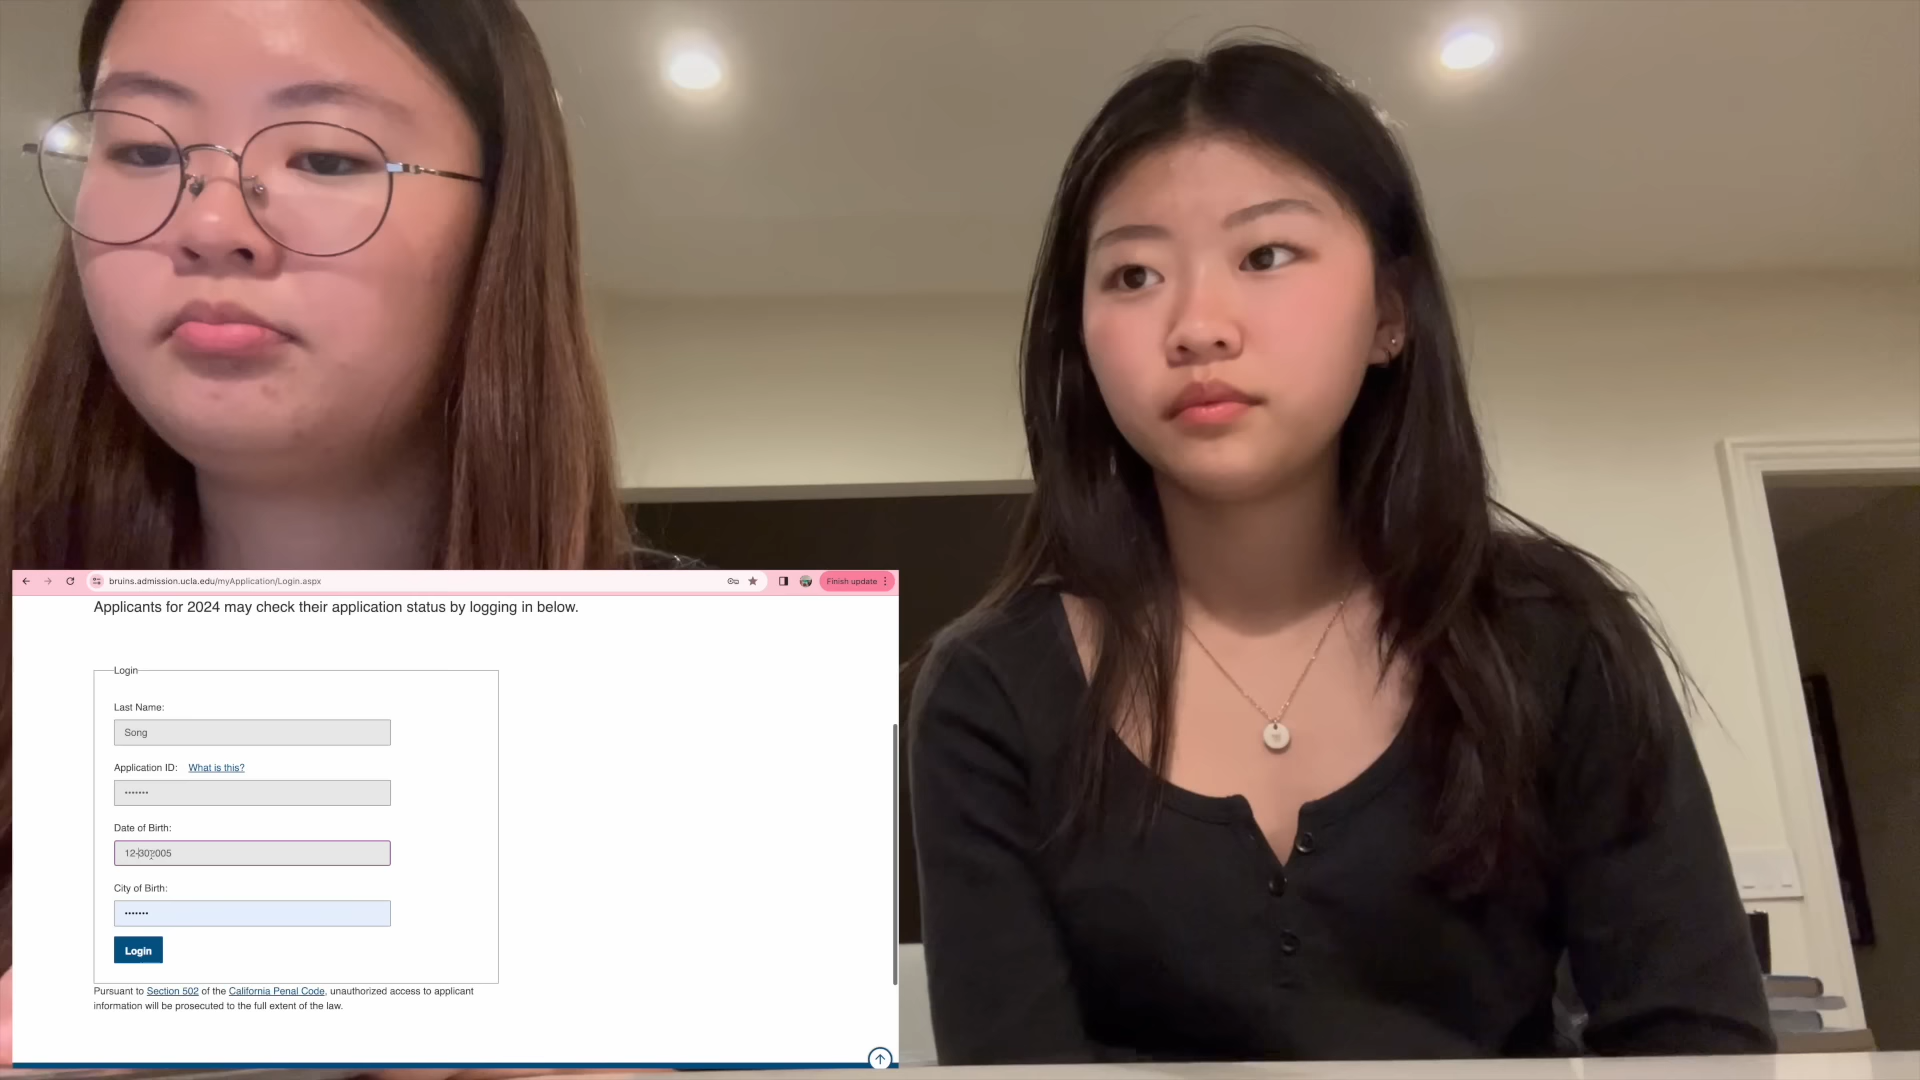 bruins.admission.ucla.edu/myApplication/Login.aspx
Finish update
Applicants for 2024 may check their application status by logging in below.
Login
Last Name:
Song
Application ID: What is this?
•••••••
Date of Birth:
12-302005
City of Birth:
•••••••
Login
Pursuant to Section 502 of the California Penal Code, unauthorized access to applicant
information will be prosecuted to the full extent of the law.